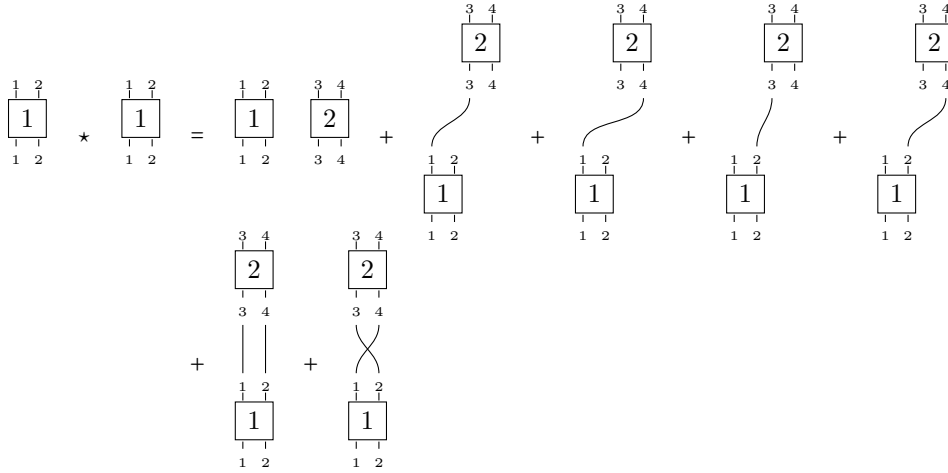 3 4 3 4 3 4 3 4
2 2 2 2
1 2 1 2 1 2 3 4 3 4 3 4 3 4 3 4
1 ⋆ 1 = 1 2 + + + +
1 2 1 2 1 2 3 4 1 2 1 2 1 2 1 2
1 1 1 1
3 4 3 4 1 2 1 2 1 2 1 2
2 2
3 4 3 4
+ +
1 2 1 2
1 1
1 2 1 2